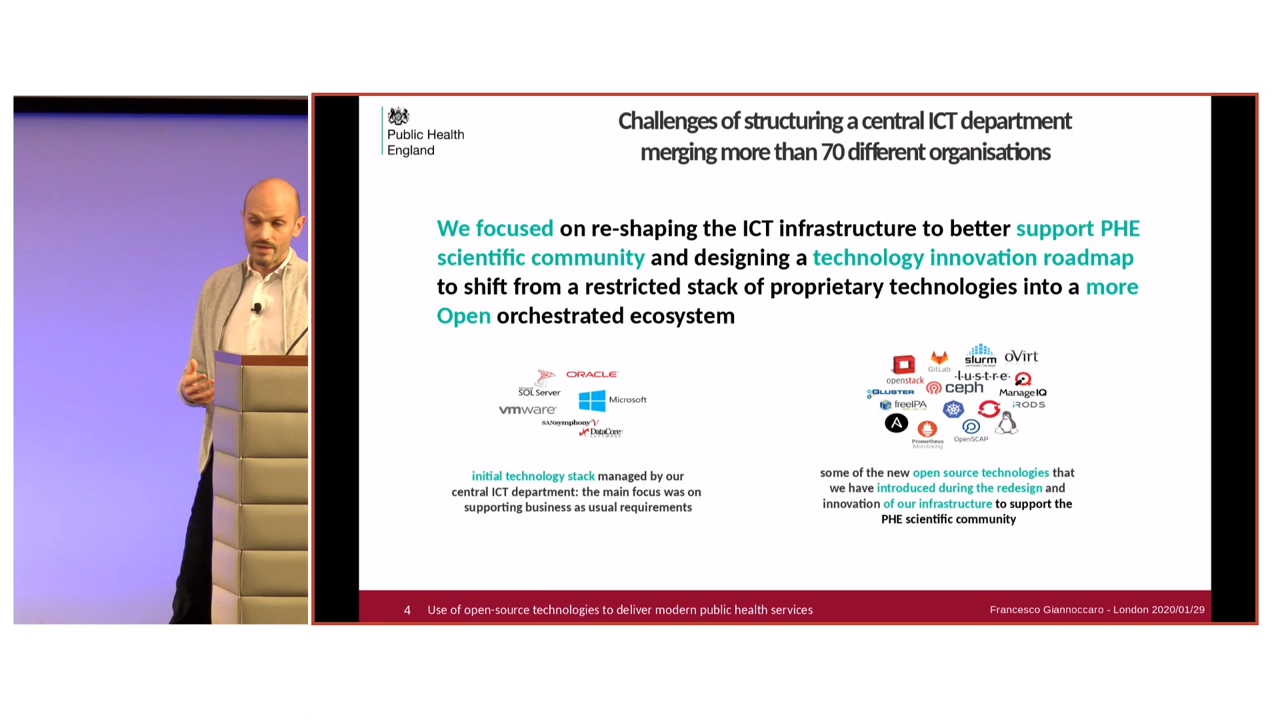 Public Health
England
Challenges of structuring a central ICT department
merging more than 70 different organisations
We focused on re-shaping the ICT infrastructure to better support PHE
scientific community and designing a technology innovation roadmap
to shift from a restricted stack of proprietary technologies into a more
Open orchestrated ecosystem
SQL Server
ORACLE
Microsoft
vmware
SANsymphony V
DataCore
SOFTWARE
initial technology stack managed by our
central ICT department: the main focus was on
supporting business as usual requirements
openstack
GitLab
slurm
oVirt
l·u·s·t·r·e
ceph
ManageIQ
GLUSTER
freeIPA
iRODS
Prometheus
Monitoring
OpenSCAP
some of the new open source technologies that
we have introduced during the redesign and
innovation of our infrastructure to support the
PHE scientific community
4 Use of open-source technologies to deliver modern public health services
Francesco Giannoccaro - London 2020/01/29